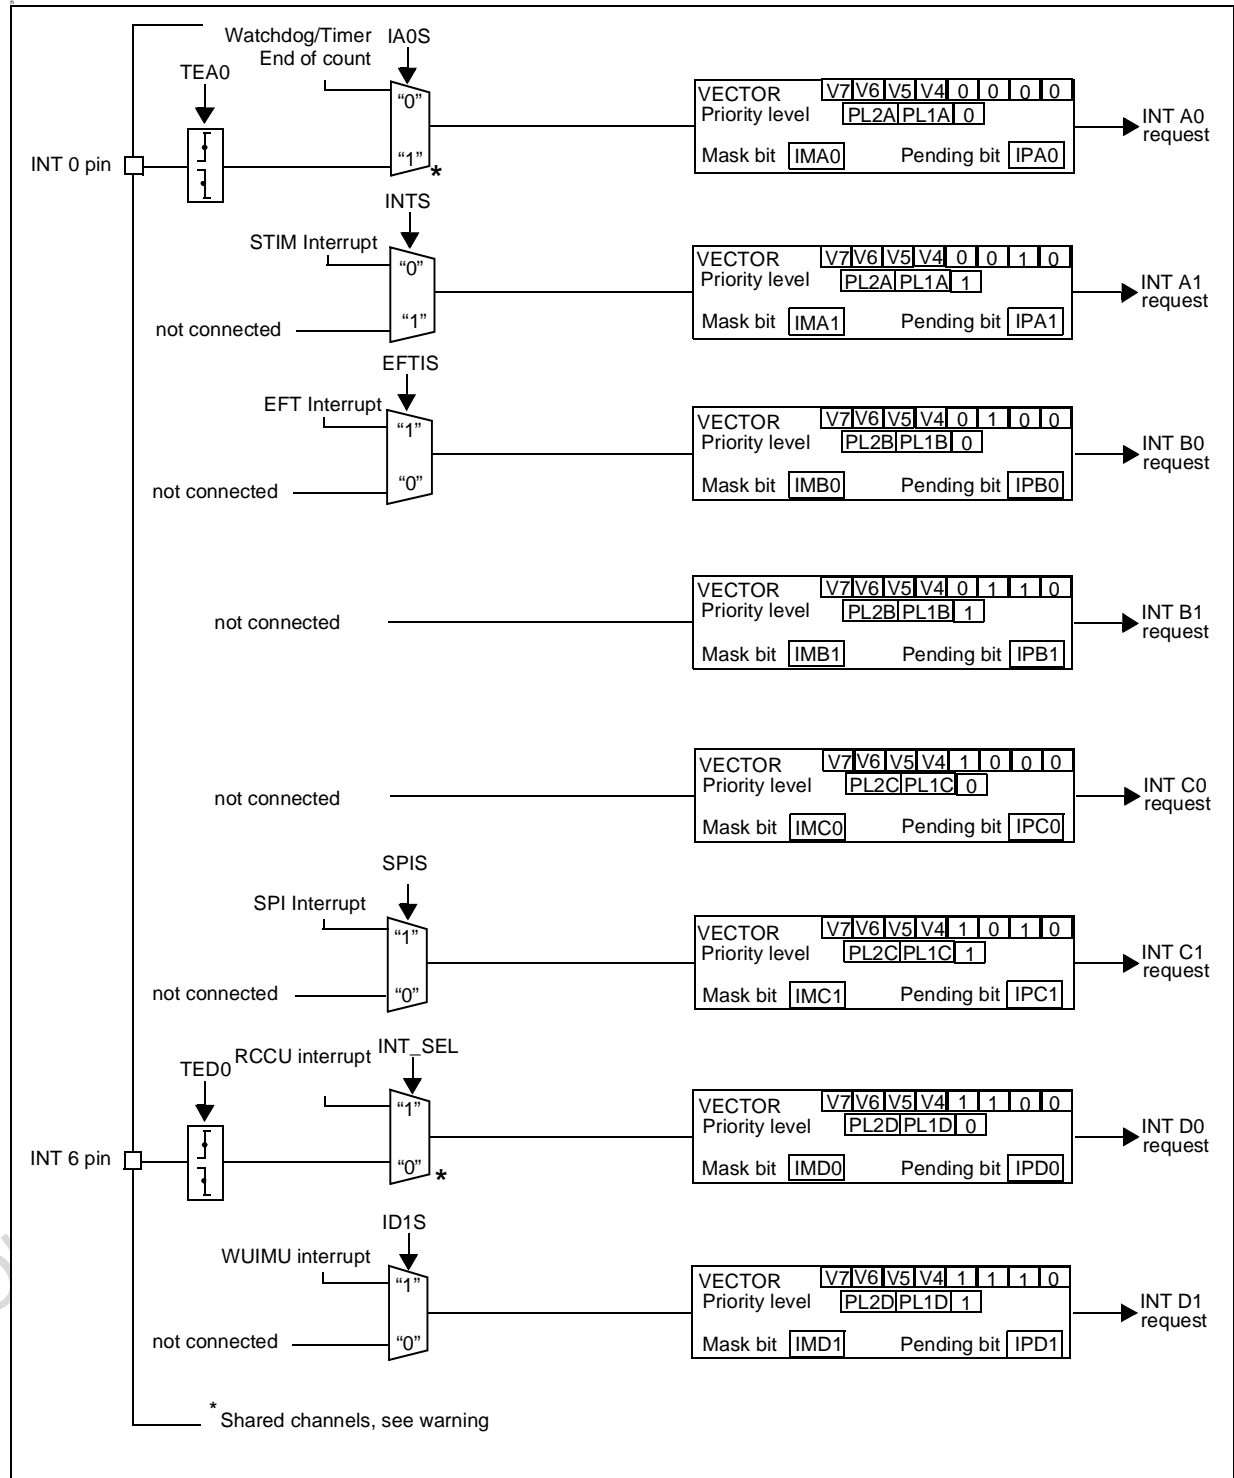 Watchdog/Timer IA0S
End of count
TEA0
"0"
VECTOR V7 V6 V5 V4 0 0 0 0
Priority level PL2A PL1A 0
INT A0
request
INT 0 pin
"1"
*
Mask bit IMA0 Pending bit IPA0
INTS
STIM Interrupt
"0"
VECTOR V7 V6 V5 V4 0 0 1 0
Priority level PL2A PL1A 1
INT A1
request
not connected
"1"
Mask bit IMA1 Pending bit IPA1
EFTIS
EFT Interrupt
"1"
VECTOR V7 V6 V5 V4 0 1 0 0
Priority level PL2B PL1B 0
INT B0
request
not connected
"0"
Mask bit IMB0 Pending bit IPB0
VECTOR V7 V6 V5 V4 0 1 1 0
Priority level PL2B PL1B 1
not connected
INT B1
request
Mask bit IMB1 Pending bit IPB1
VECTOR V7 V6 V5 V4 1 0 0 0
Priority level PL2C PL1C 0
not connected
INT C0
request
Mask bit IMC0 Pending bit IPC0
SPIS
SPI Interrupt
"1"
VECTOR V7 V6 V5 V4 1 0 1 0
Priority level PL2C PL1C 1
INT C1
request
not connected
"0"
Mask bit IMC1 Pending bit IPC1
RCCU interrupt INT_SEL
TED0
"1"
VECTOR V7 V6 V5 V4 1 1 0 0
Priority level PL2D PL1D 0
INT D0
request
INT 6 pin
"0"
*
Mask bit IMD0 Pending bit IPD0
ID1S
WUIMU interrupt
"1"
VECTOR V7 V6 V5 V4 1 1 1 0
Priority level PL2D PL1D 1
INT D1
request
not connected
"0"
Mask bit IMD1 Pending bit IPD1
* Shared channels, see warning